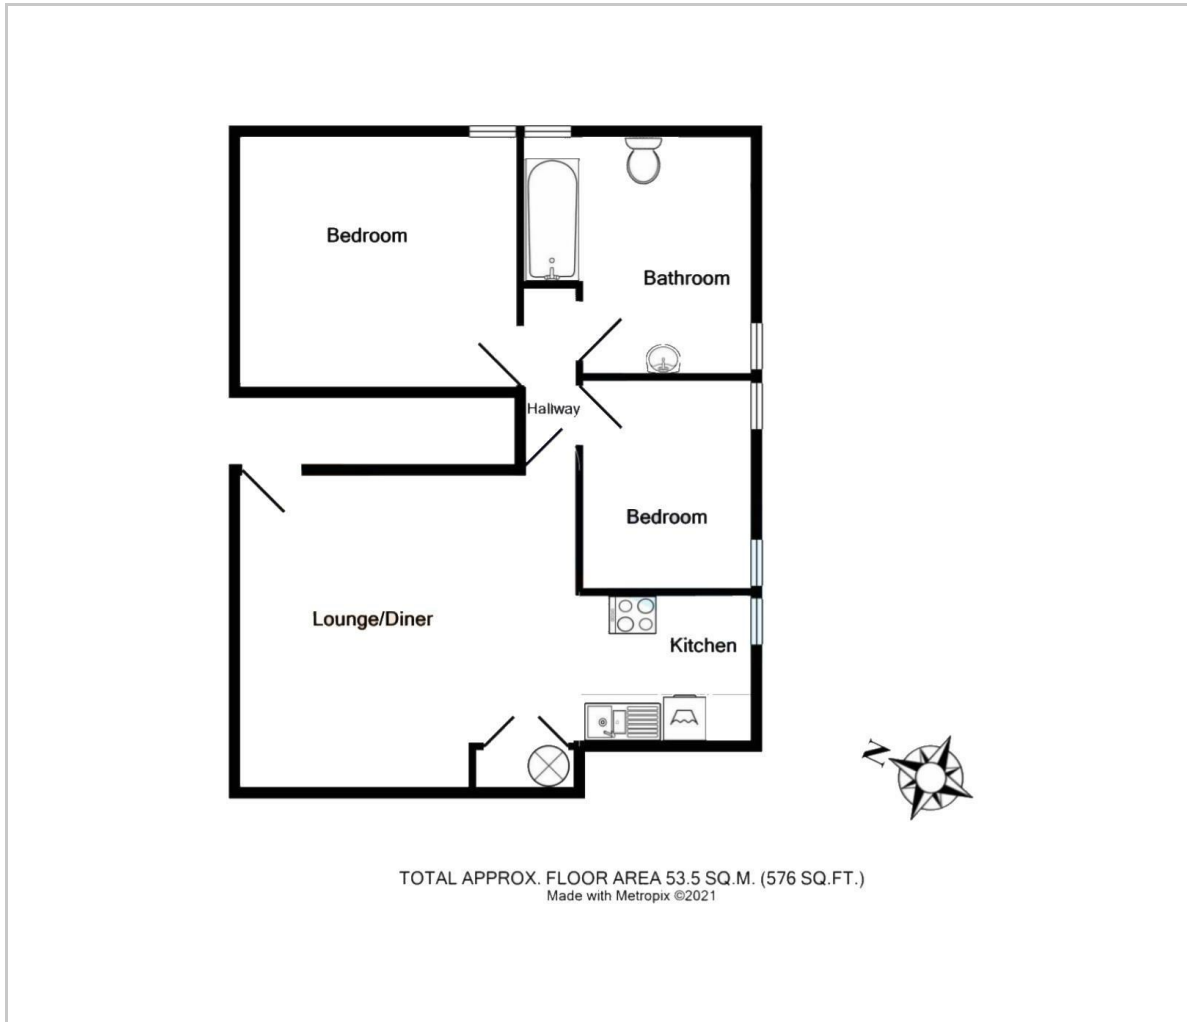 Bedroom
Bathroom
Hallway
Bedroom
Lounge/Diner
Kitchen
N
TOTAL APPROX. FLOOR AREA 53.5 SQ.M. (576 SQ.FT.)
Made with Metropix ©2021